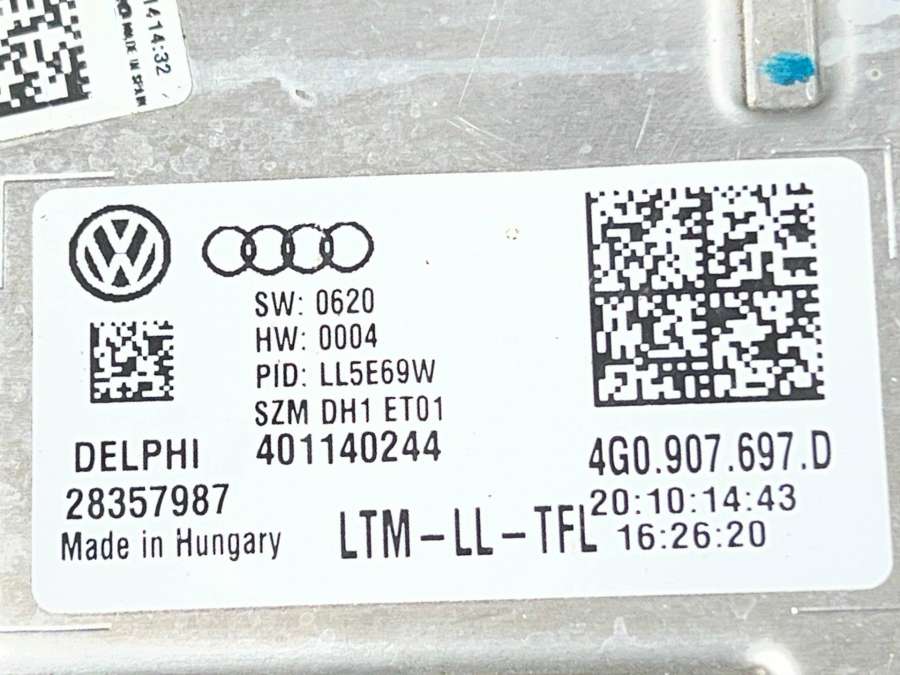 1414:32
MADE IN SPAIN
SW: 0620
HW: 0004
PID: LL5E69W
SZM DH1 ET01
401140244
DELPHI
28357987
Made in Hungary
LTM-LL-TFL
4G0.907.697.D
20:10:14:43
16:26:20